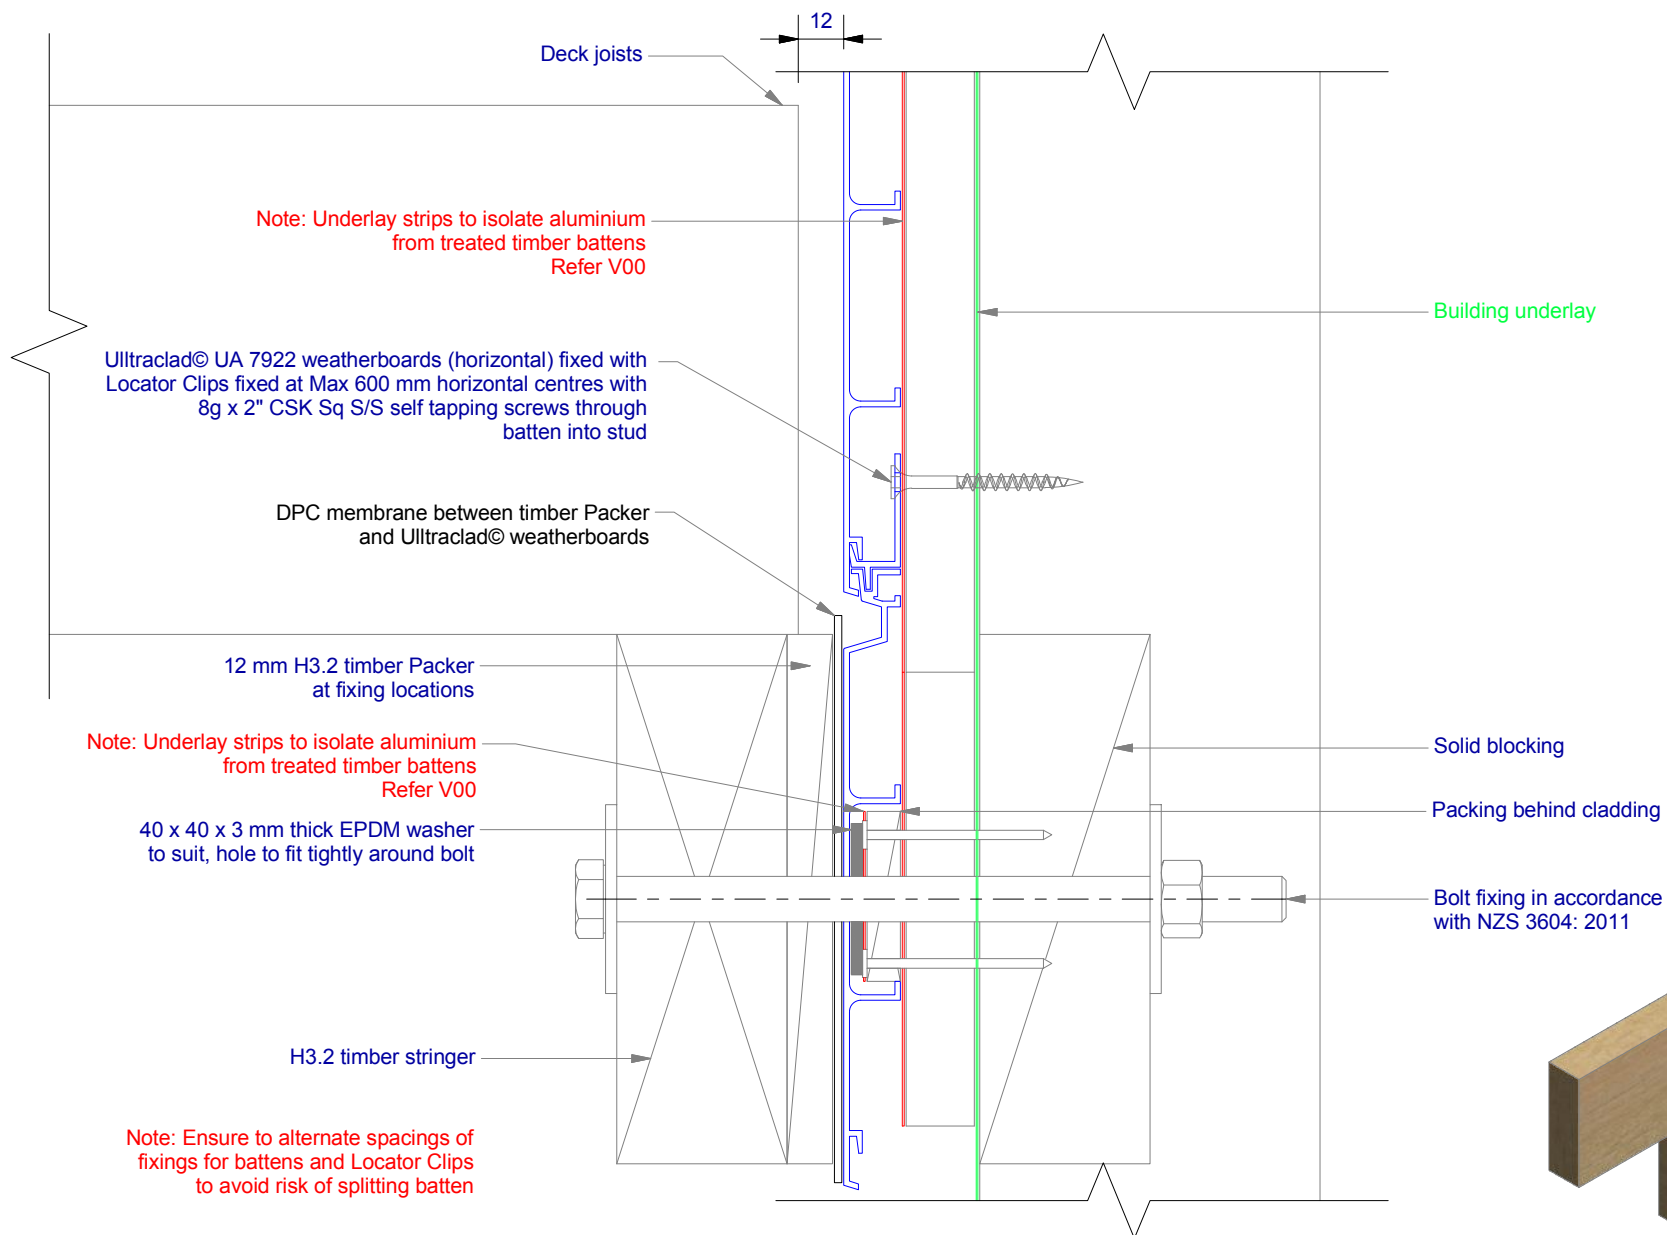 12
Deck joists
Note: Underlay strips to isolate aluminium
from treated timber battens
Refer V00
Building underlay
Ulltraclad© UA 7922 weatherboards (horizontal) fixed with
Locator Clips fixed at Max 600 mm horizontal centres with
8g x 2" CSK Sq S/S self tapping screws through
batten into stud
DPC membrane between timber Packer
and Ulltraclad© weatherboards
12 mm H3.2 timber Packer
at fixing locations
Note: Underlay strips to isolate aluminium
from treated timber battens
Refer V00
Solid blocking
Packing behind cladding
40 x 40 x 3 mm thick EPDM washer
to suit, hole to fit tightly around bolt
Bolt fixing in accordance
with NZS 3604: 2011
H3.2 timber stringer
Note: Ensure to alternate spacings of
fixings for battens and Locator Clips
to avoid risk of splitting batten